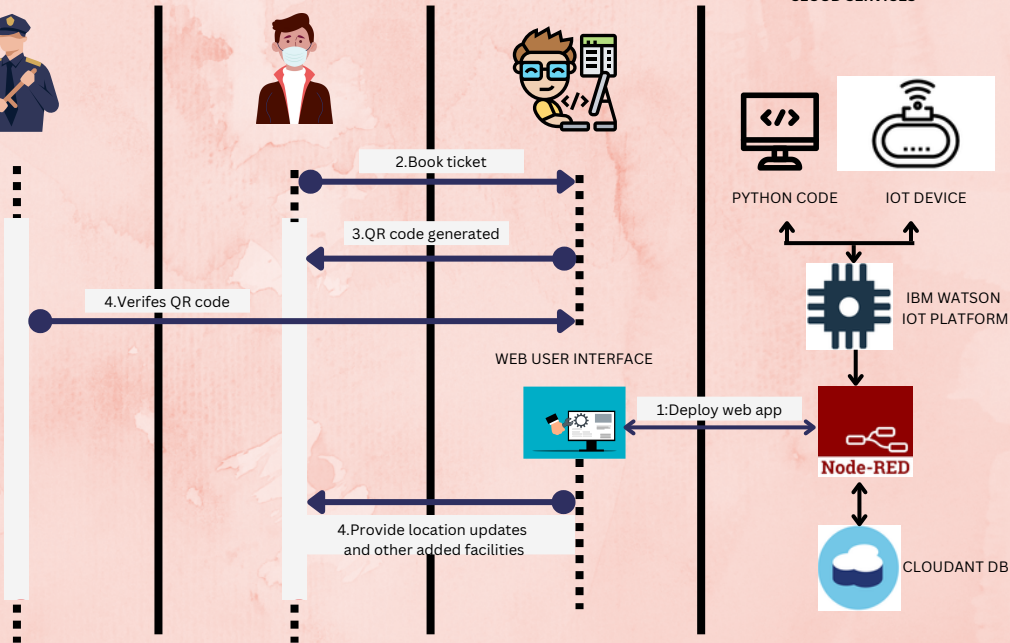 CLOUD SERVICES
2.Book ticket
3.QR code generated
4.Verifes QR code
WEB USER INTERFACE
1:Deploy web app
4.Provide location updates
and other added facilities
</>
</>
PYTHON CODE
IOT DEVICE
IBM WATSON
IOT PLATFORM
Node-RED
CLOUDANT DB